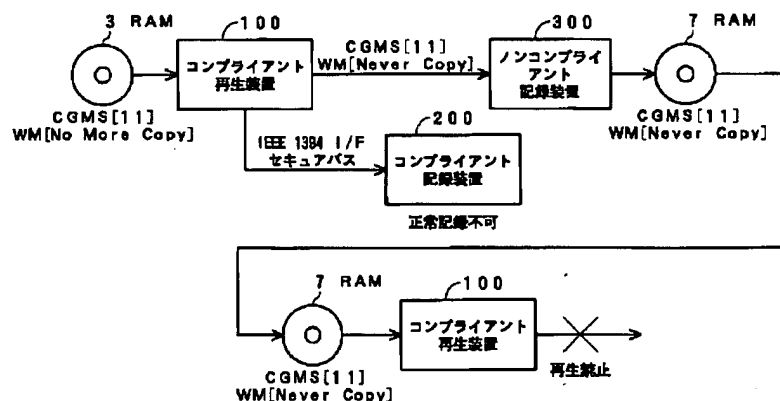 3 RAM
100
300
7 RAM
コンプライアント
再生装置
CGMS[11]
WM[Never Copy]
ノンコンプライ
アント
記録装置
CGMS[11]
WM[No More Copy]
CGMS[11]
WM[Never Copy]
IEEE 1394 I/F
セキュアバス
200
コンプライアント
記録装置
正常記録不可
7 RAM
100
コンプライアント
再生装置
再生禁止
CGMS[11]
WM[Never Copy]